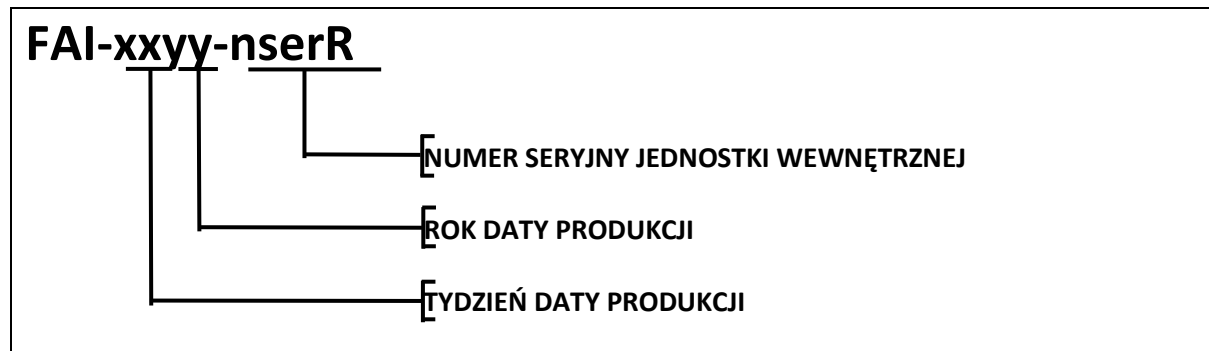 FAI-xxyy-nserR
NUMER SERYJNY JEDNOSTKI WEWNĘTRZNEJ
ROK DATY PRODUKCJI
TYDZIEŃ DATY PRODUKCJI